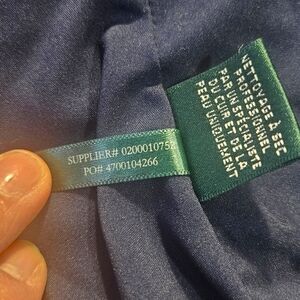 SUPPLIER# 0200010752
PO# 4700104266
NETTOYAGE À SEC
PROFESSIONNEL
PAR UN SPÉCIALISTE
DU CUIR ET DE LA
PEAU UNIQUEMENT